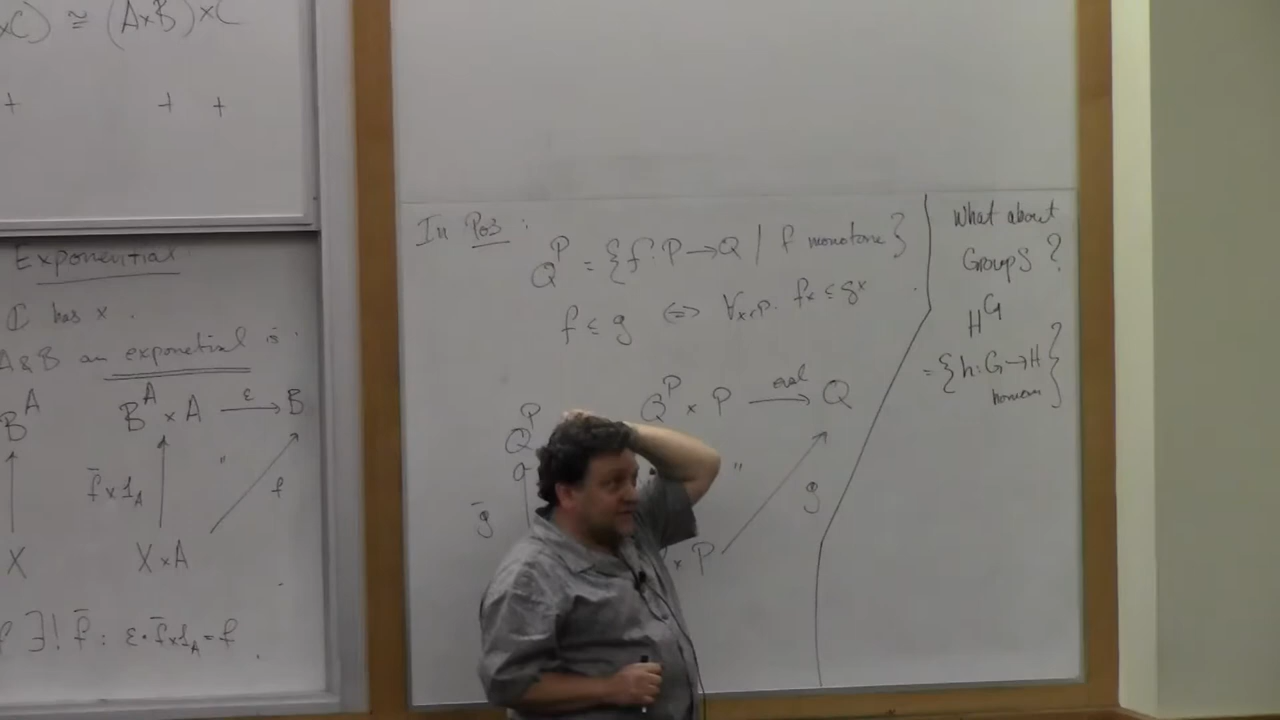 ×C) ≅ (A×B)×C
+ + +
Exponential
ℂ has ×.
A&B an exponential is
B^A B^A × A →^ε B
f̄×1_A " f
X X×A
∃! f̄ : ε∘f̄×1_A = f
In Pos :
Q^P = {f : P→Q | f monotone}
f ≤ g ⇔ ∀x∈P. fx ≤ gx
Q^P Q^P × P →^eval Q
ḡ " g
× P
What about
Groups ?
H^G
= {h : G→H
homom }?